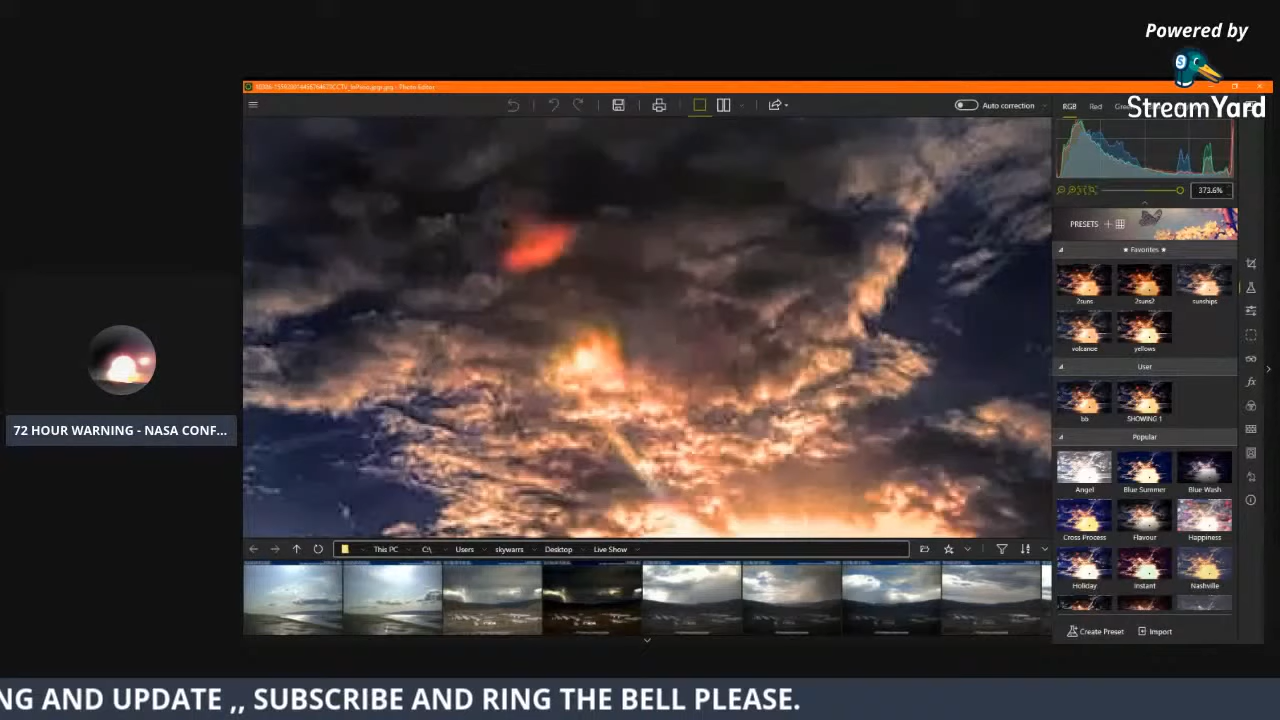 Powered by
StreamYard
Auto correction
RGB Red
373.6%
PRESETS
★ Favorites ★
2suns 2suns2 sunships
volcanoe yellows
User
bb SHOWING 1
Popular
Angel Blue Summer Blue Wash
Cross Process Flavour Happiness
Holiday Instant Nashville
Create Preset Import
This PC C:\ Users skywarrs Desktop Live Show
72 HOUR WARNING - NASA CONF...
NG AND UPDATE ,, SUBSCRIBE AND RING THE BELL PLEASE.